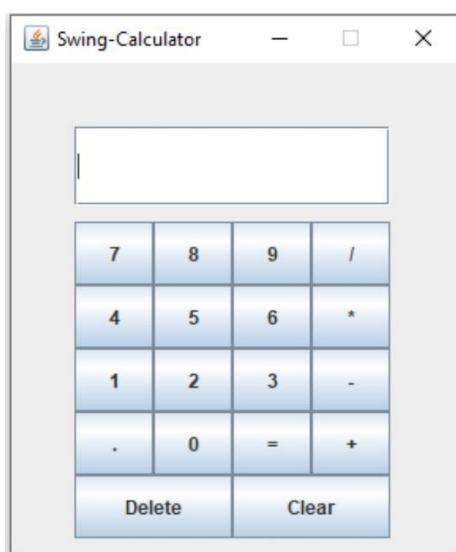 Swing-Calculator
7 8 9 /
4 5 6 *
1 2 3 -
. 0 = +
Delete Clear